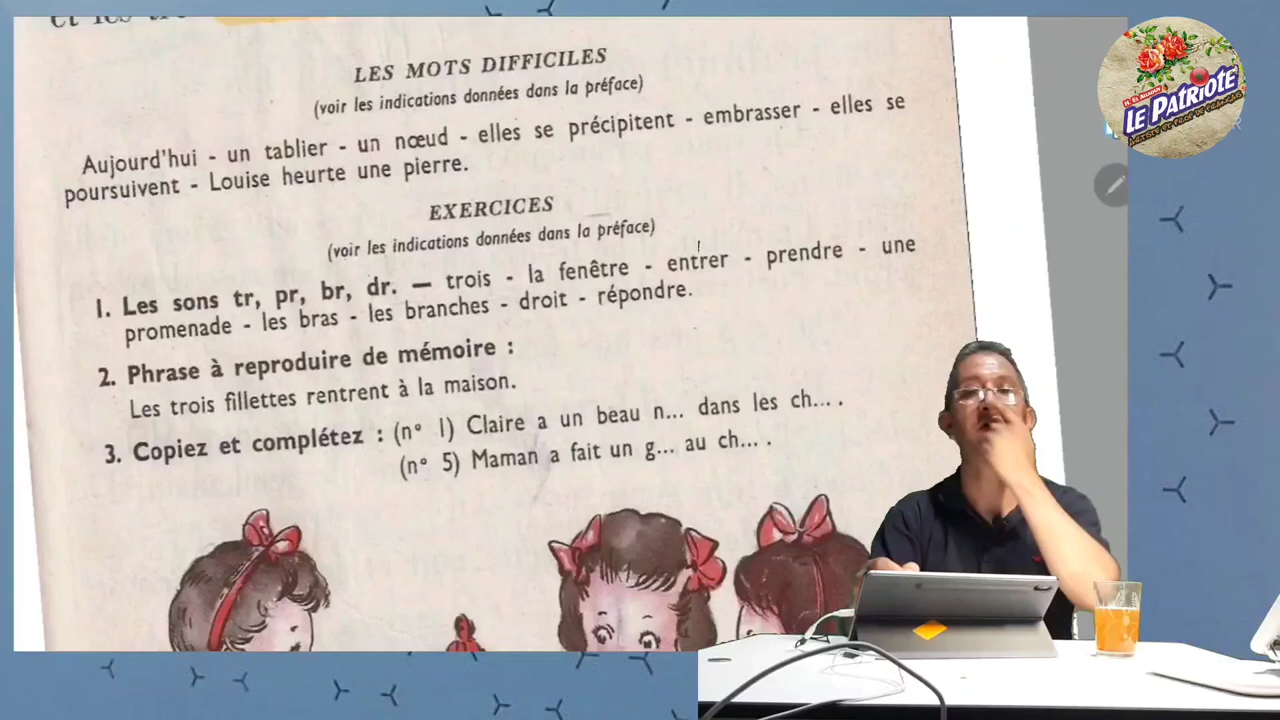 LES MOTS DIFFICILES
(voir les indications données dans la préface)
Aujourd'hui - un tablier - un nœud - elles se précipitent - embrasser - elles se
poursuivent - Louise heurte une pierre.
EXERCICES
(voir les indications données dans la préface)
1. Les sons tr, pr, br, dr. — trois - la fenêtre - entrer - prendre - une
promenade - les bras - les branches - droit - répondre.
2. Phrase à reproduire de mémoire :
Les trois fillettes rentrent à la maison.
3. Copiez et complétez : (n° 1) Claire a un beau n... dans les ch... .
(n° 5) Maman a fait un g... au ch... .
LE PATRIOTE